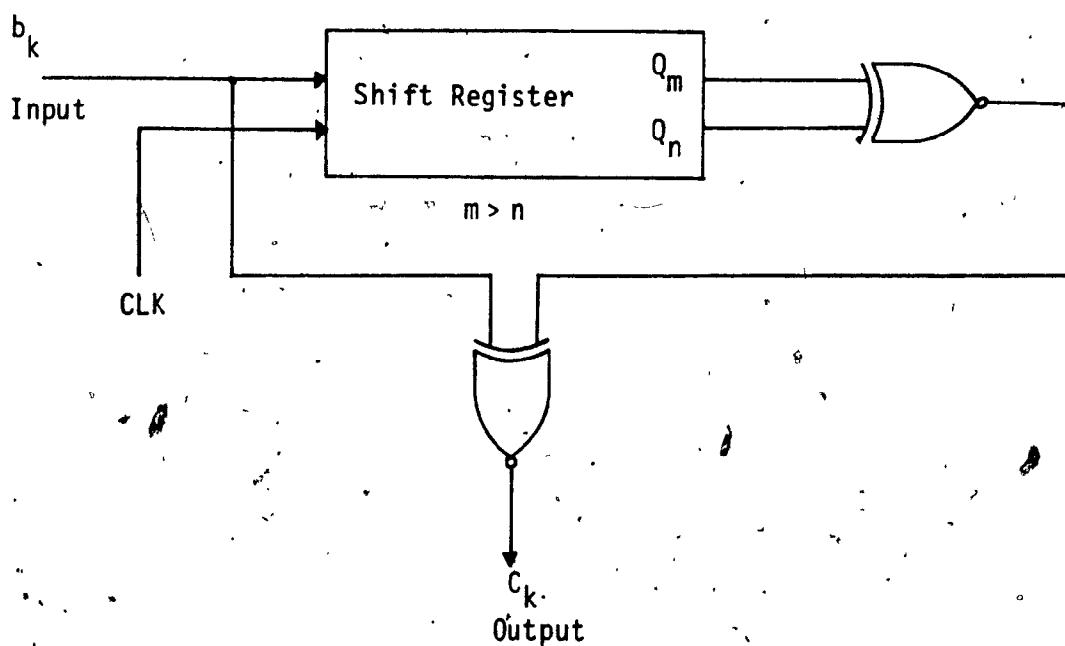 b_k
Input
Shift Register
Q_m
Q_n
m > n
CLK
C_k
Output